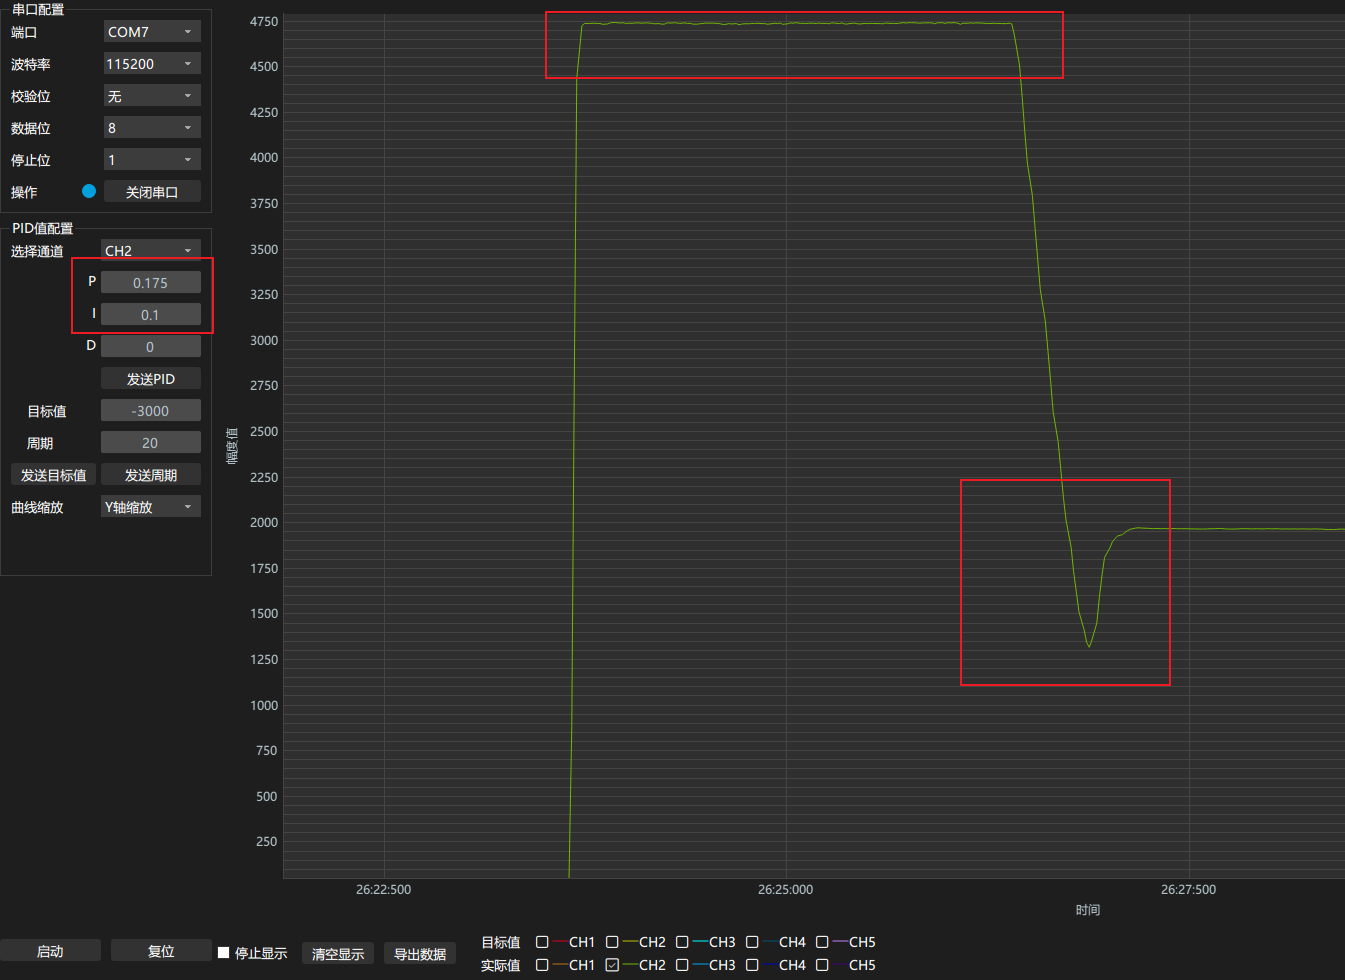 串口配置
端口 COM7
波特率 115200
校验位 无
数据位 8
停止位 1
操作 关闭串口
PID值配置
选择通道 CH2
P 0.175
I 0.1
D 0
发送PID
目标值 -3000
周期 20
发送目标值 发送周期
曲线缩放 Y轴缩放
幅度值
4750
4500
4250
4000
3750
3500
3250
3000
2750
2500
2250
2000
1750
1500
1250
1000
750
500
250
26:22:500 26:25:000 26:27:500
时间
启动 复位 停止显示 清空显示 导出数据
目标值 CH1 CH2 CH3 CH4 CH5
实际值 CH1 CH2 CH3 CH4 CH5